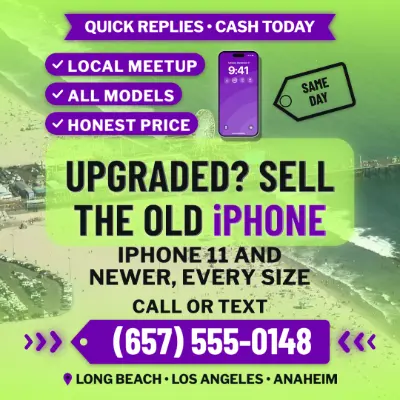 QUICK REPLIES • CASH TODAY
LOCAL MEETUP
ALL MODELS
HONEST PRICE
9:41
SAME
DAY
UPGRADED? SELL
THE OLD iPHONE
IPHONE 11 AND
NEWER, EVERY SIZE
CALL OR TEXT
(657) 555-0148
LONG BEACH • LOS ANGELES • ANAHEIM